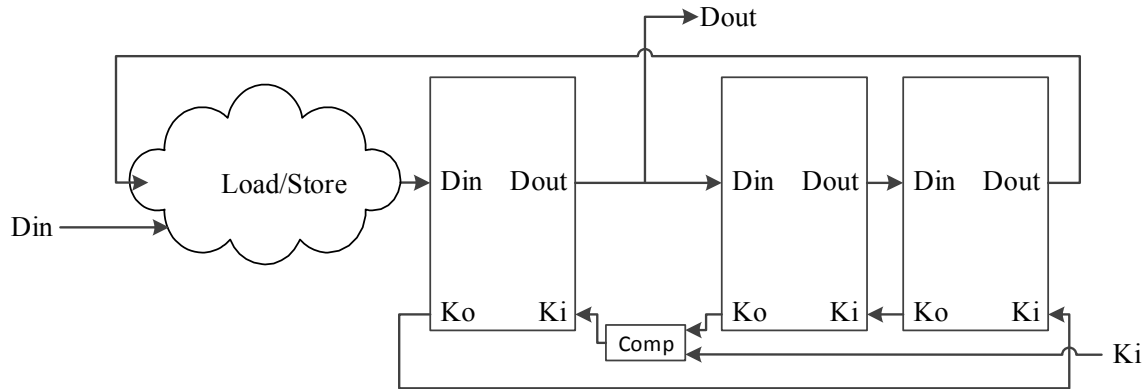 Dout
Load/Store
Din Dout
Din Dout
Din Dout
Din
Ko Ki
Ko Ki
Ko Ki
Comp
Ki